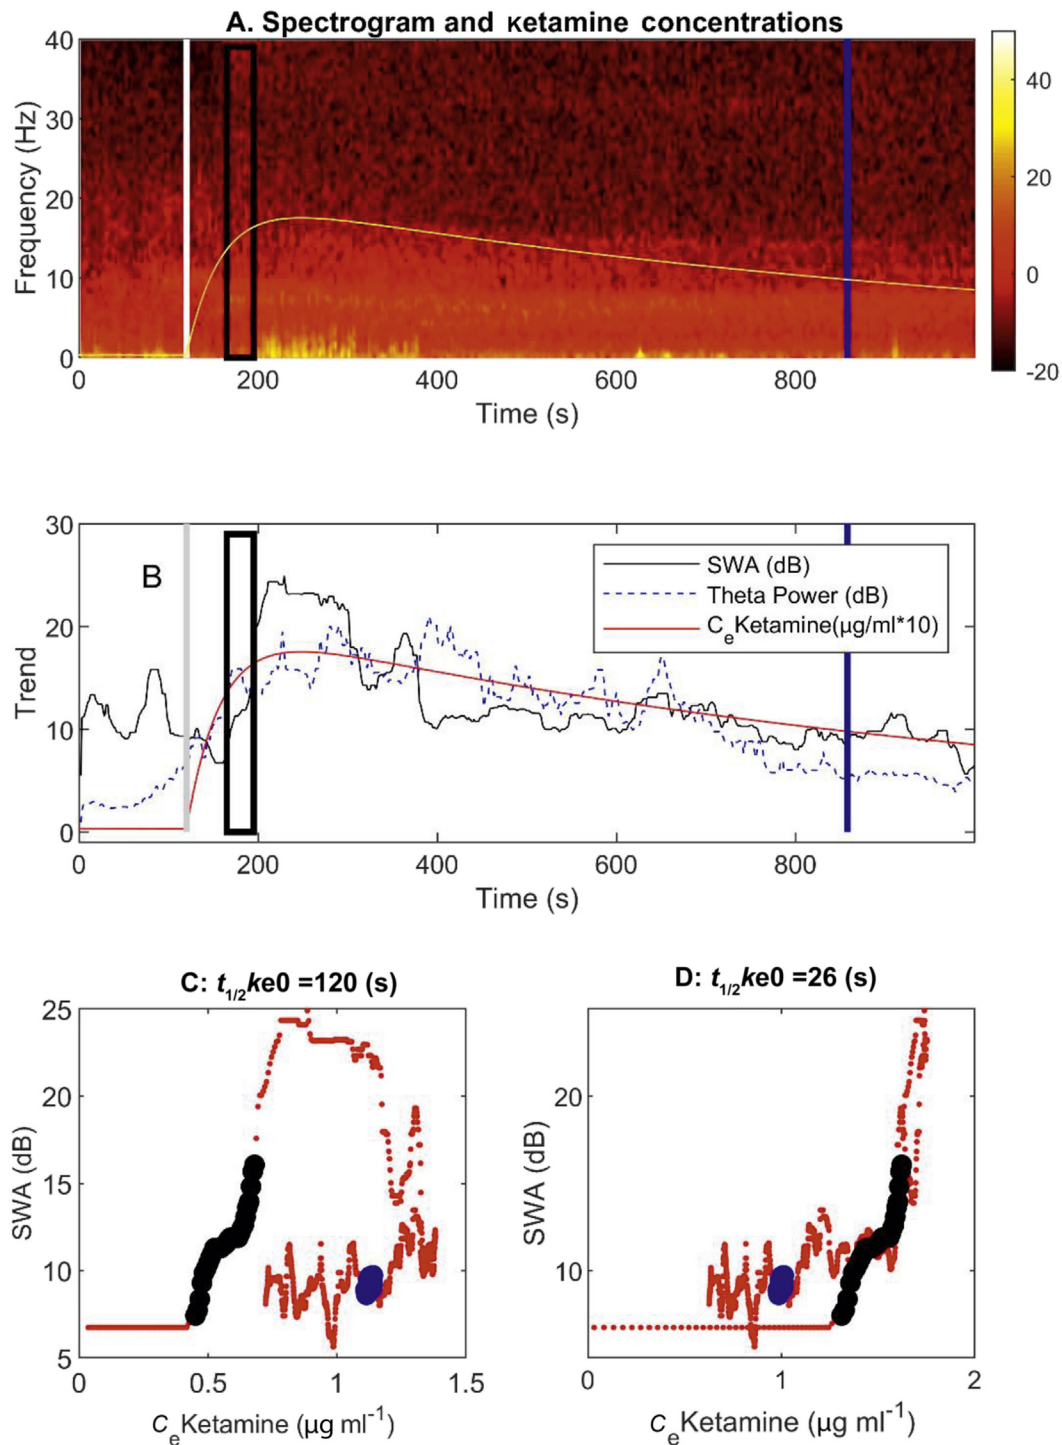 A. Spectrogram and кetamine concentrations
40
30
20
10
0
Frequency (Hz)
0 200 400 600 800
Time (s)
40
20
0
-20
30
20
10
0
Trend
B
SWA (dB)
Theta Power (dB)
CeKetamine(µg/ml*10)
0 200 400 600 800
Time (s)
C: t1/2ke0 =120 (s)
25
20
15
10
5
SWA (dB)
0 0.5 1 1.5
CeKetamine (µg ml-1)
D: t1/2ke0 =26 (s)
20
10
SWA (dB)
0 1 2
CeKetamine (µg ml-1)